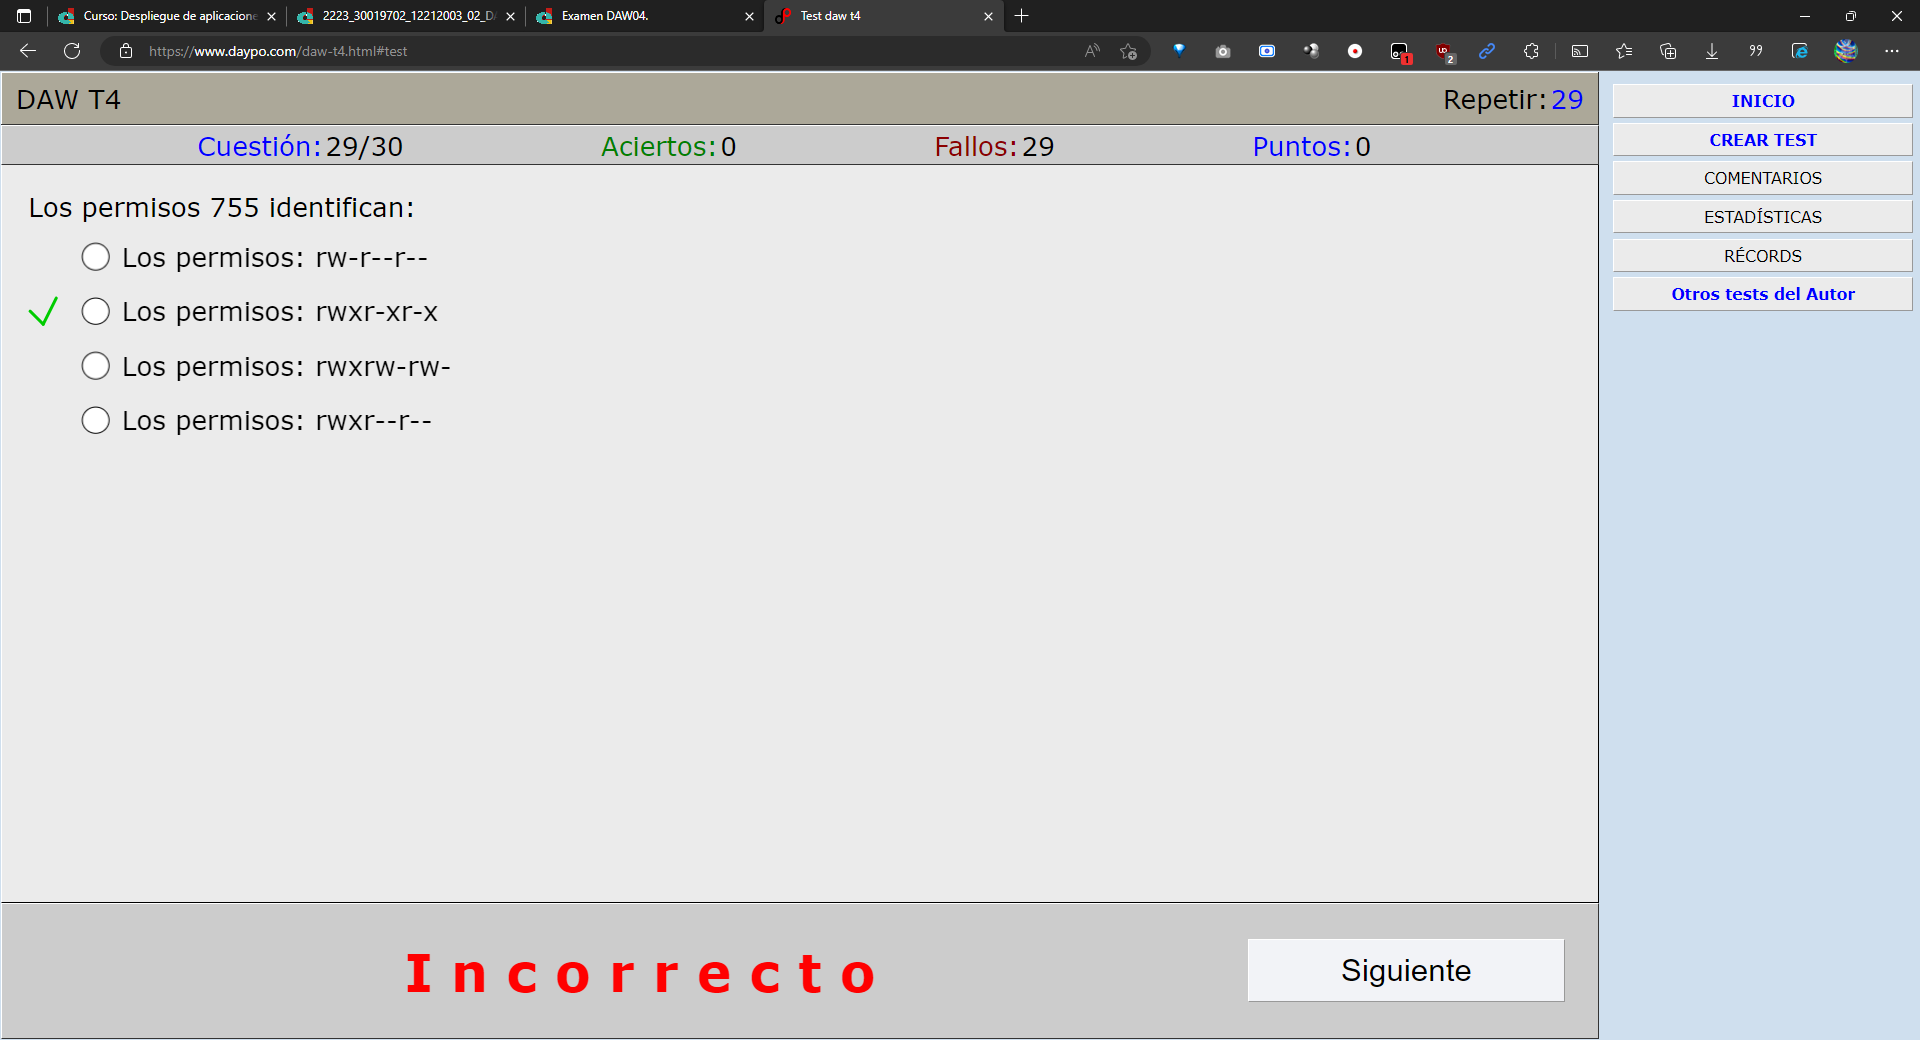 Curso: Despliegue de aplicacione
2223_30019702_12212003_02_DA
Examen DAW04.
Test daw t4
https://www.daypo.com/daw-t4.html#test
1
2
DAW T4
Repetir:29
Cuestión:29/30
Aciertos:0
Fallos:29
Puntos:0
Los permisos 755 identifican:
Los permisos: rw-r--r--
Los permisos: rwxr-xr-x
Los permisos: rwxrw-rw-
Los permisos: rwxr--r--
Incorrecto
Siguiente
INICIO
CREAR TEST
COMENTARIOS
ESTADÍSTICAS
RÉCORDS
Otros tests del Autor